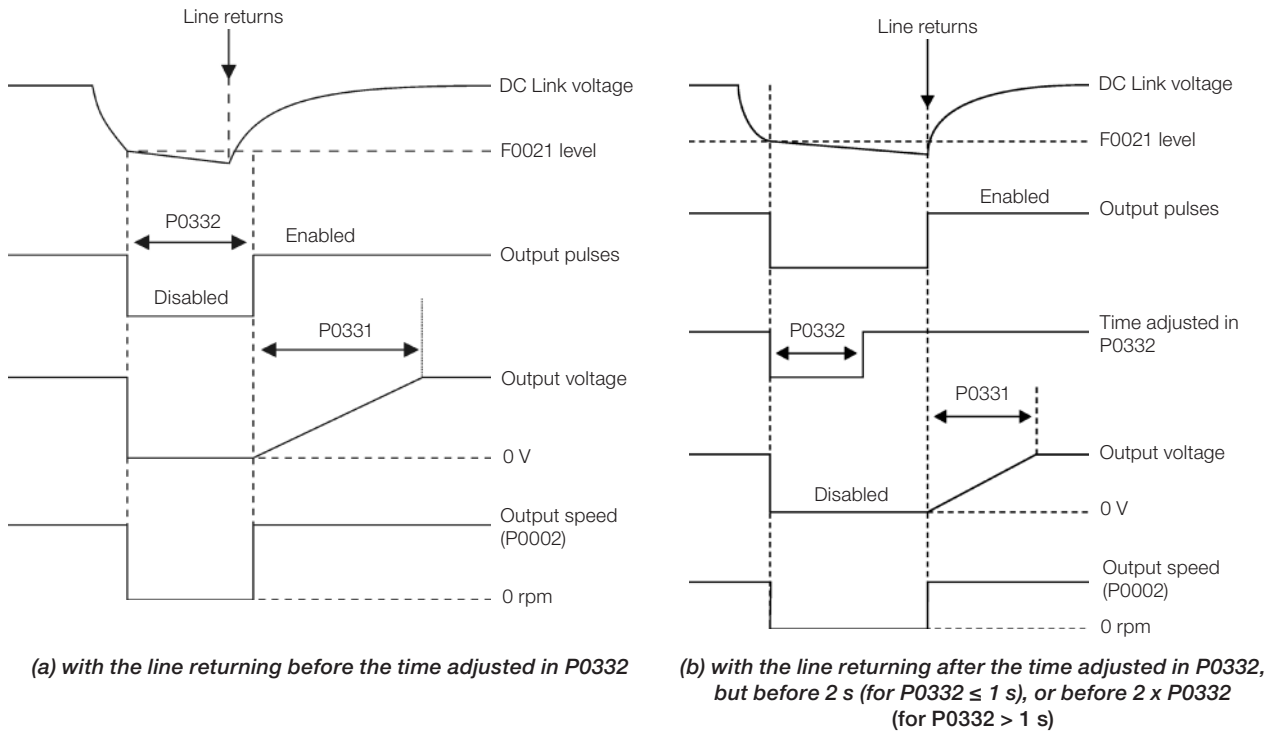 Line returns
DC Link voltage
F0021 level
P0332
Enabled
Output pulses
Disabled
P0331
Output voltage
0 V
Output speed
(P0002)
0 rpm
(a) with the line returning before the time adjusted in P0332
Line returns
DC Link voltage
F0021 level
Enabled
Output pulses
P0332
Time adjusted in
P0332
P0331
Output voltage
Disabled
0 V
Output speed
(P0002)
0 rpm
(b) with the line returning after the time adjusted in P0332,
but before 2 s (for P0332 ≤ 1 s), or before 2 x P0332
(for P0332 > 1 s)